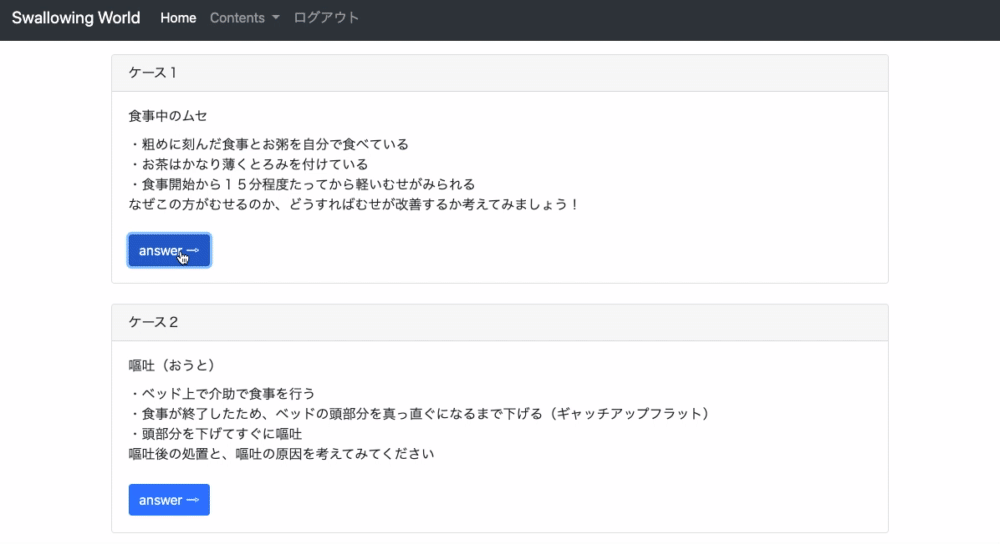 Swallowing World Home Contents ログアウト
ケース１
食事中のムセ
・粗めに刻んだ食事とお粥を自分で食べている
・お茶はかなり薄くとろみを付けている
・食事開始から１５分程度たってから軽いむせがみられる
なぜこの方がむせるのか、どうすればむせが改善するか考えてみましょう！
answer ⇾
ケース２
嘔吐（おうと）
・ベッド上で介助で食事を行う
・食事が終了したため、ベッドの頭部分を真っ直ぐになるまで下げる（ギャッチアップフラット）
・頭部分を下げてすぐに嘔吐
嘔吐後の処置と、嘔吐の原因を考えてみてください
answer ⇾